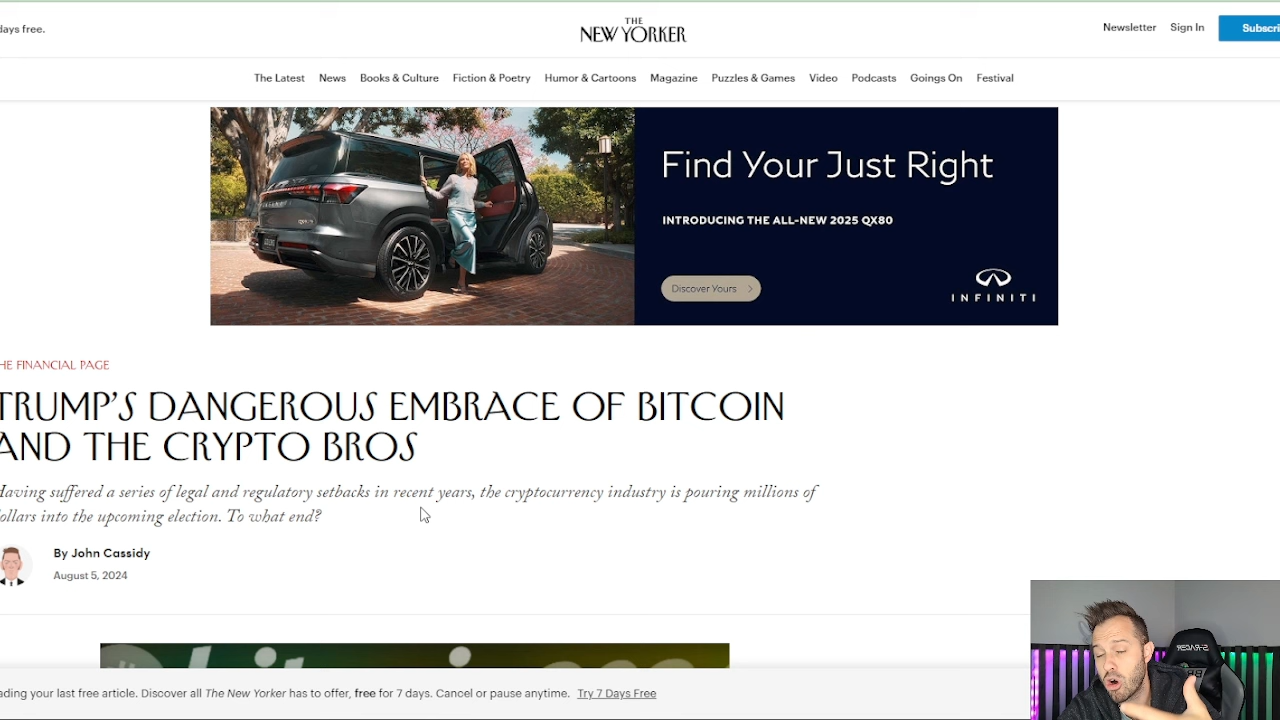 days free.
THE
NEW YORKER
Newsletter Sign In Subscri
The Latest News Books & Culture Fiction & Poetry Humor & Cartoons Magazine Puzzles & Games Video Podcasts Goings On Festival
Find Your Just Right
INTRODUCING THE ALL-NEW 2025 QX80
Discover Yours
INFINITI
HE FINANCIAL PAGE
TRUMP'S DANGEROUS EMBRACE OF BITCOIN
AND THE CRYPTO BROS
Having suffered a series of legal and regulatory setbacks in recent years, the cryptocurrency industry is pouring millions of
ollars into the upcoming election. To what end?
By John Cassidy
August 5, 2024
ading your last free article. Discover all The New Yorker has to offer, free for 7 days. Cancel or pause anytime. Try 7 Days Free